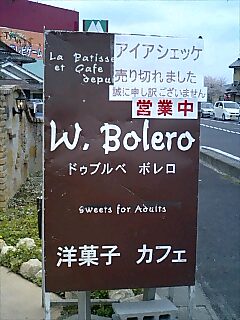 La Patisse
et Cafe
depu
アイアシェッケ
売り切れました
誠に申し訳ございません
営業中
W. Bolero
ドゥブルベ ボレロ
Sweets for Adults
洋菓子 カフェ